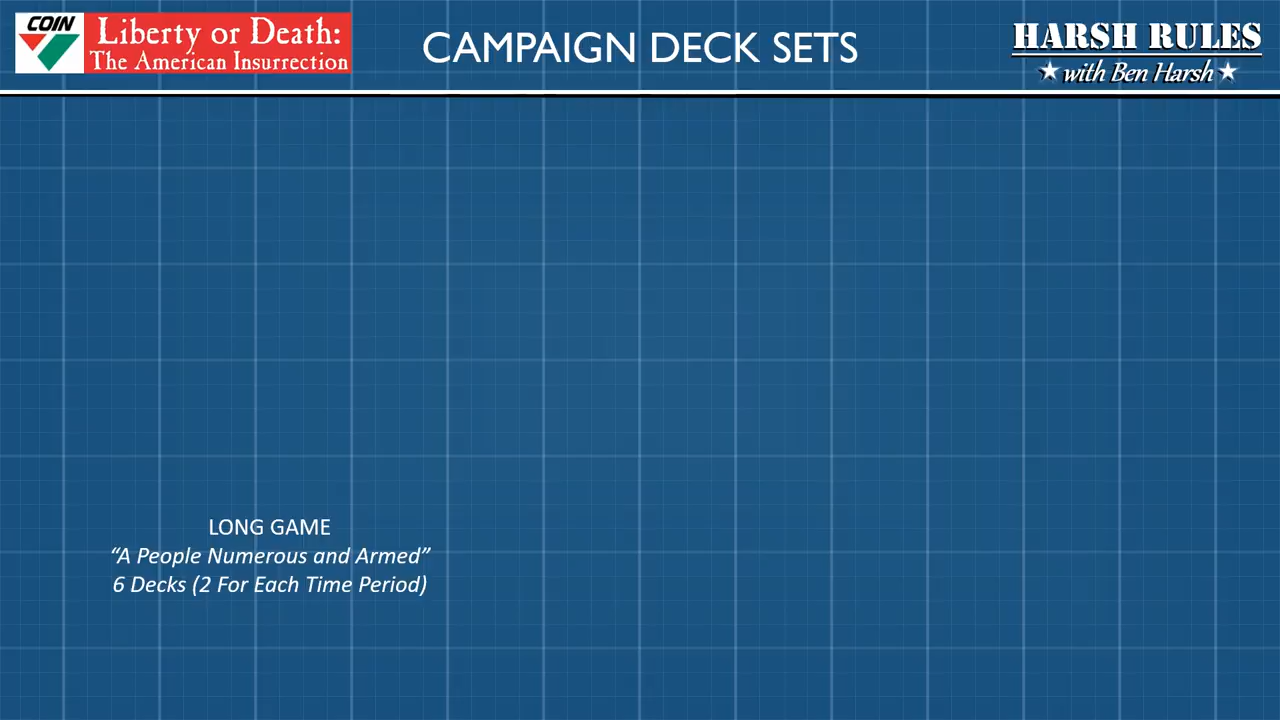 COIN
Liberty or Death:
The American Insurrection
CAMPAIGN DECK SETS
HARSH RULES
with Ben Harsh
LONG GAME
“A People Numerous and Armed”
6 Decks (2 For Each Time Period)